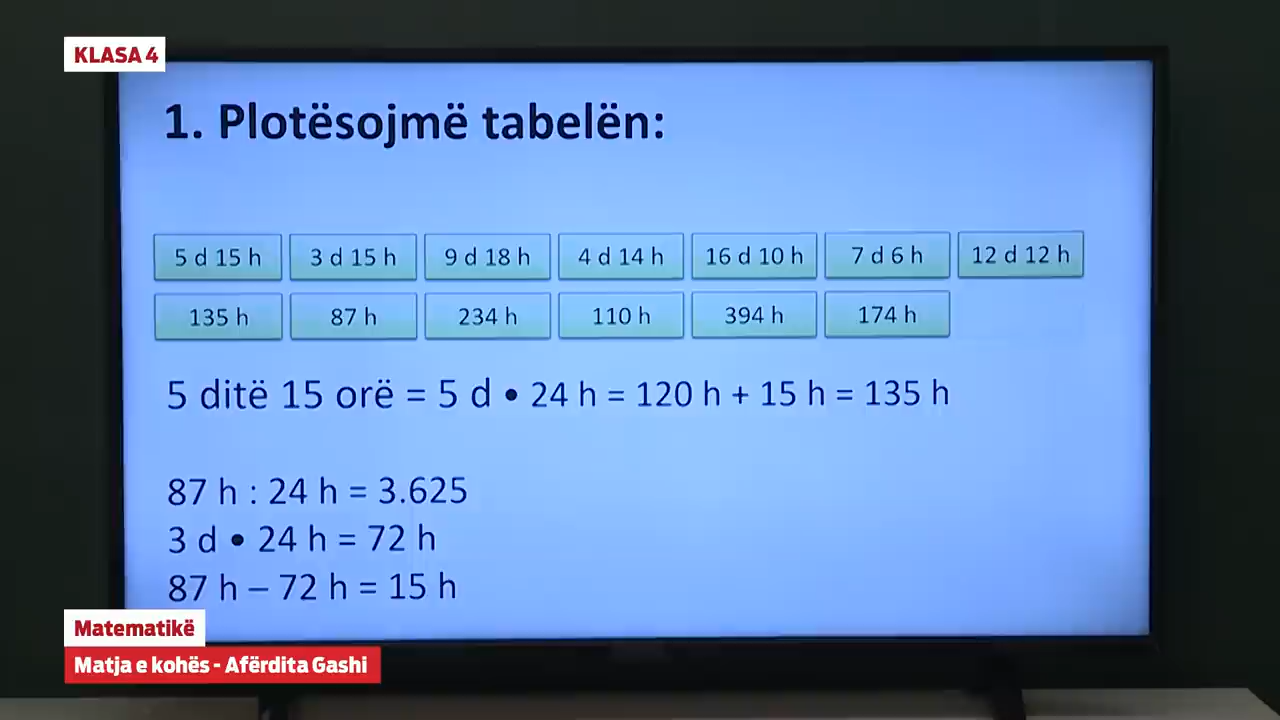 KLASA 4
1. Plotësojmë tabelën:
5 d 15 h 3 d 15 h 9 d 18 h 4 d 14 h 16 d 10 h 7 d 6 h 12 d 12 h
135 h 87 h 234 h 110 h 394 h 174 h
5 ditë 15 orë = 5 d • 24 h = 120 h + 15 h = 135 h
87 h : 24 h = 3.625
3 d • 24 h = 72 h
87 h – 72 h = 15 h
Matematikë
Matja e kohës - Afërdita Gashi